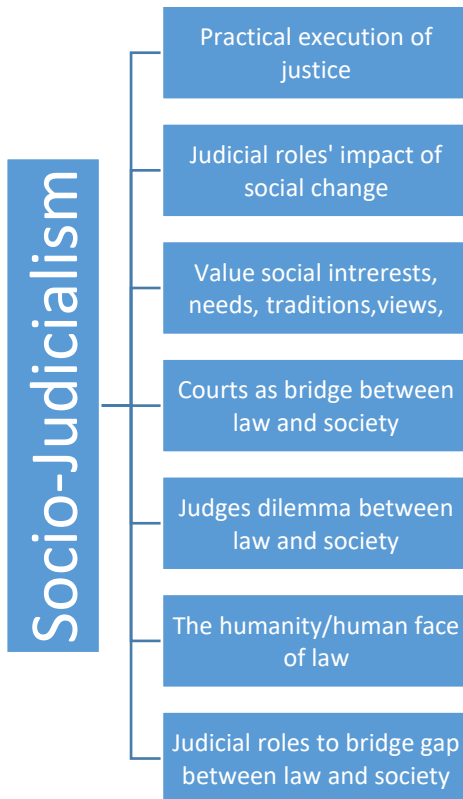 Socio-Judicialism
Practical execution of
justice
Judicial roles' impact of
social change
Value social intrerests,
needs, traditions,views,
Courts as bridge between
law and society
Judges dilemma between
law and society
The humanity/human face
of law
Judicial roles to bridge gap
between law and society